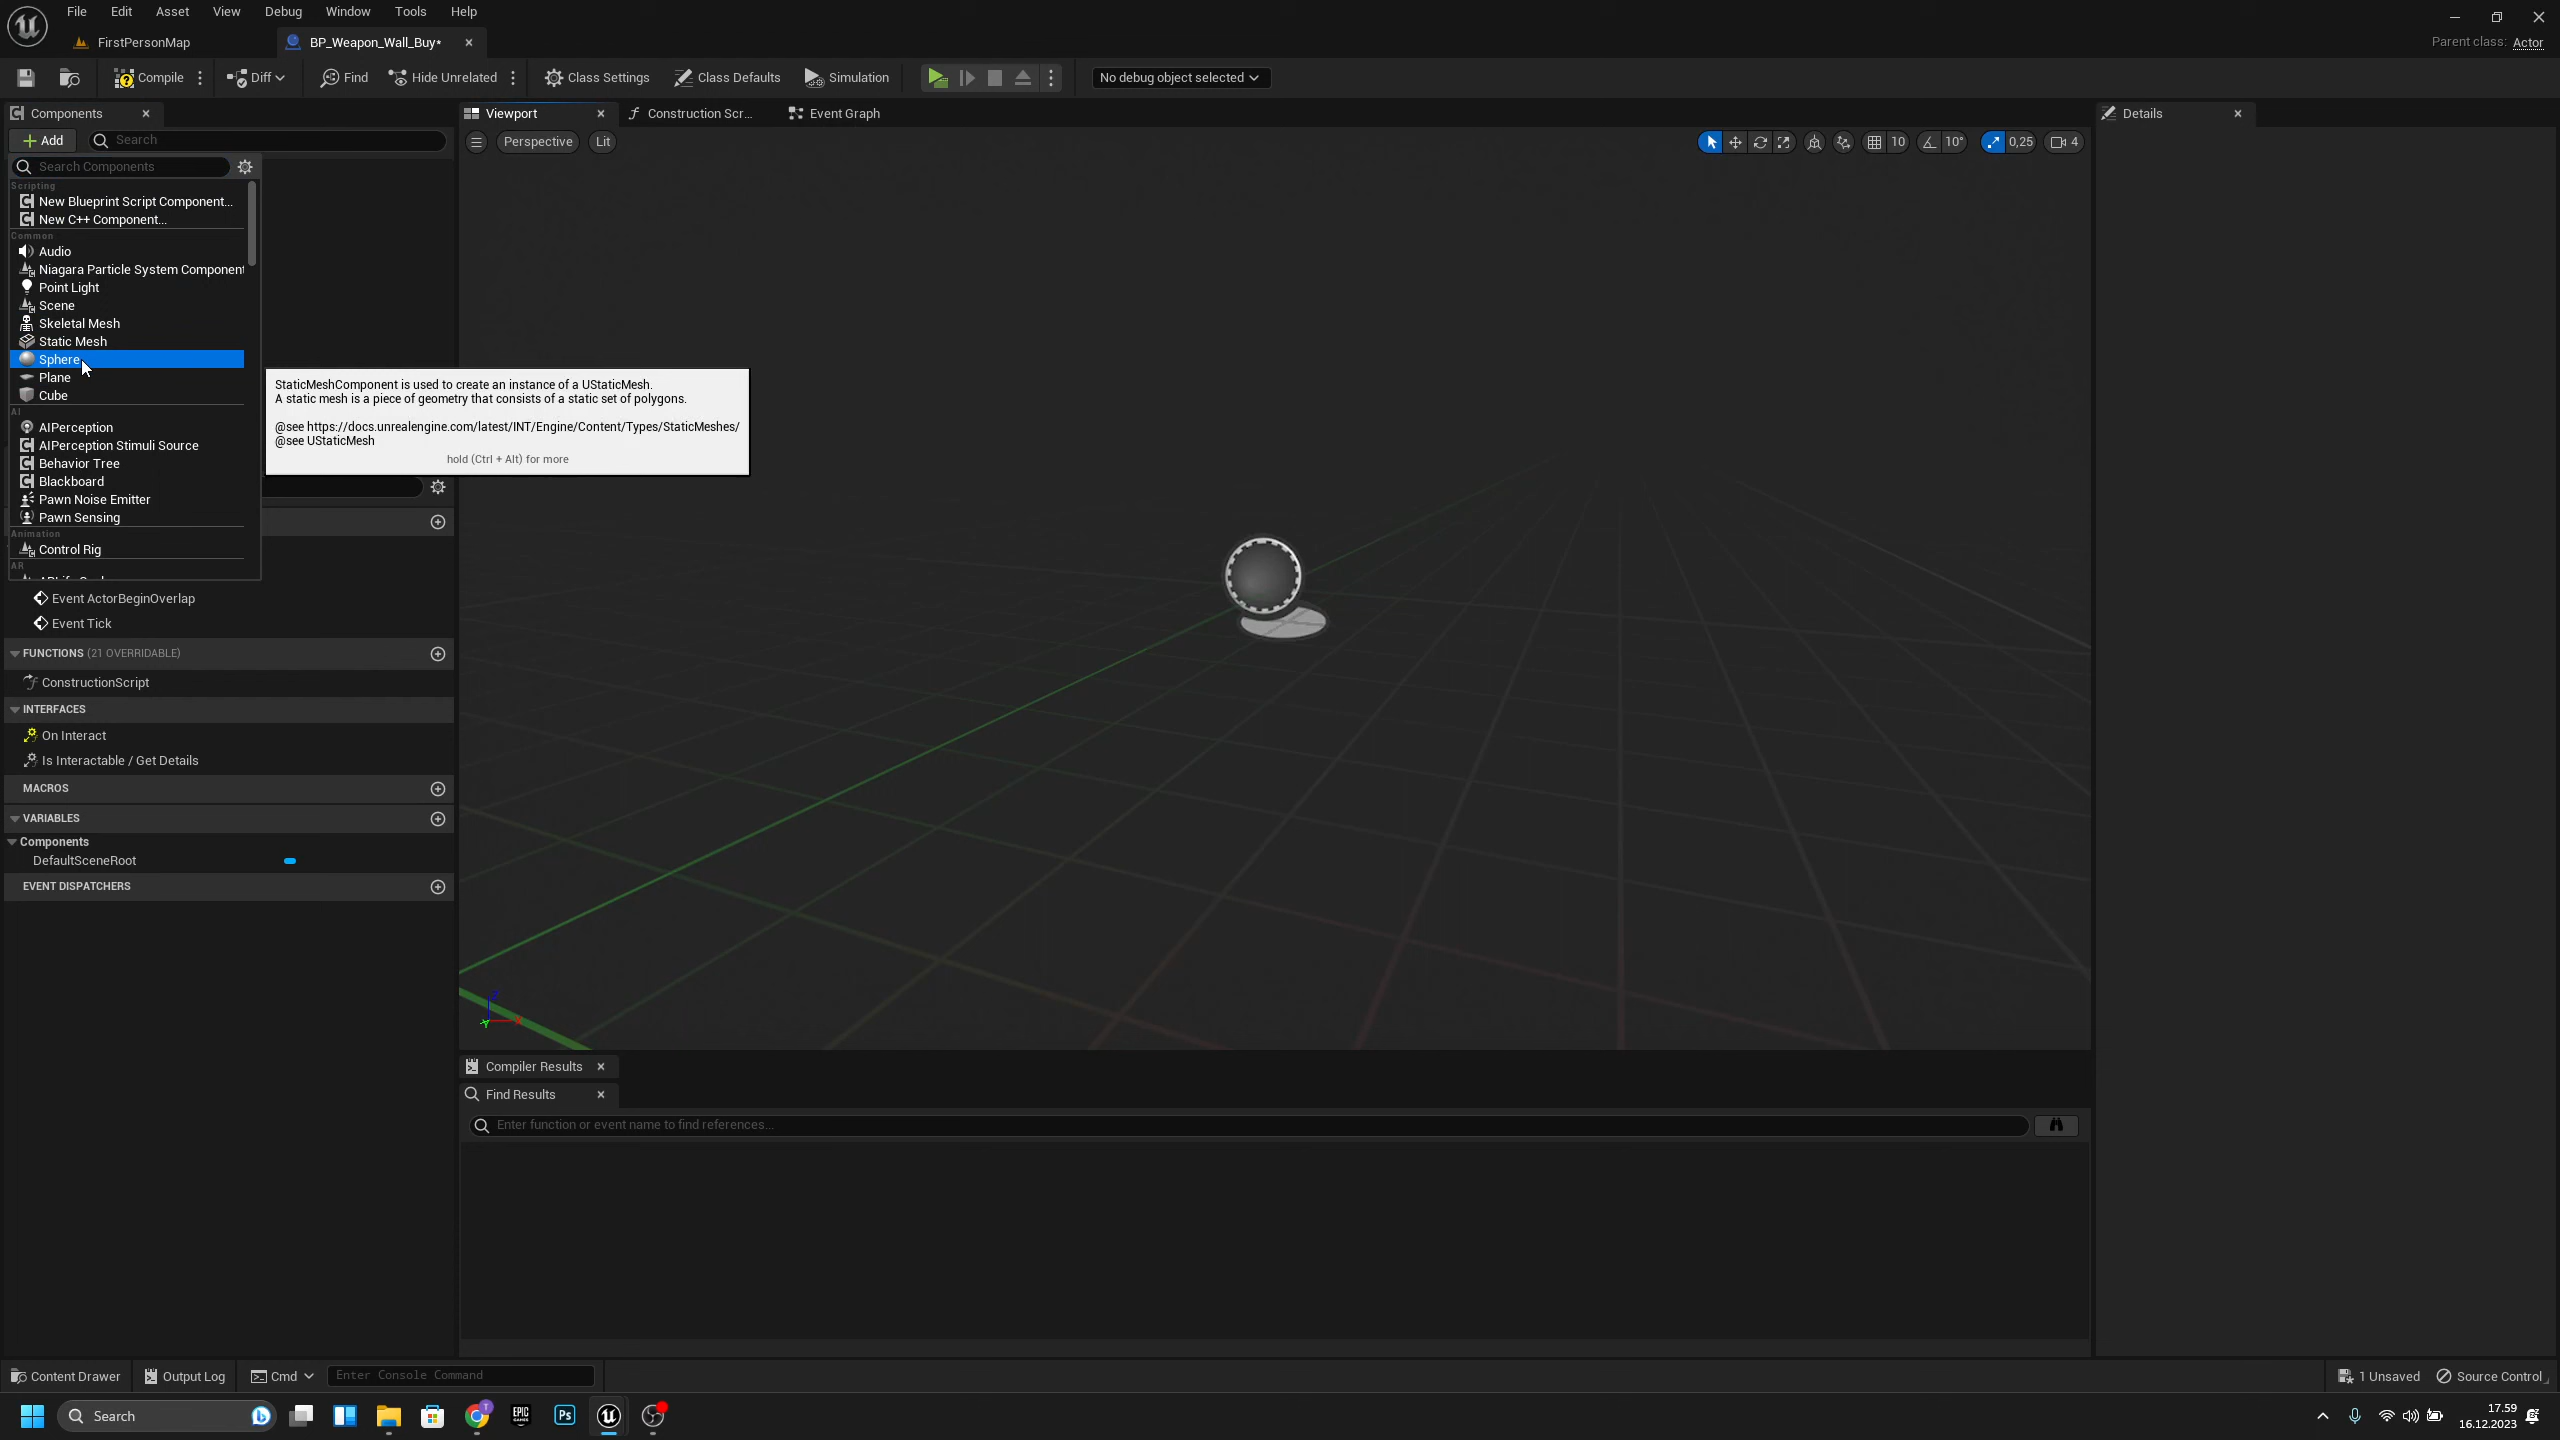 File Edit Asset View Debug Window Tools Help
FirstPersonMap
BP_Weapon_Wall_Buy*
Parent class: Actor
Compile
Diff
Find
Hide Unrelated
Class Settings
Class Defaults
Simulation
No debug object selected
Components
Viewport
Construction Scr...
Event Graph
Details
Add
Search
Perspective
Lit
10
10°
0,25
4
Search Components
Scripting
New Blueprint Script Component...
New C++ Component...
Common
Audio
Niagara Particle System Component
Point Light
Scene
Skeletal Mesh
Static Mesh
Sphere
Plane
Cube
AI
AIPerception
AIPerception Stimuli Source
Behavior Tree
Blackboard
Pawn Noise Emitter
Pawn Sensing
Animation
Control Rig
AR
StaticMeshComponent is used to create an instance of a UStaticMesh.
A static mesh is a piece of geometry that consists of a static set of polygons.
@see https://docs.unrealengine.com/latest/INT/Engine/Content/Types/StaticMeshes/
@see UStaticMesh
hold (Ctrl + Alt) for more
Event ActorBeginOverlap
Event Tick
FUNCTIONS (21 OVERRIDABLE)
ConstructionScript
INTERFACES
On Interact
Is Interactable / Get Details
MACROS
VARIABLES
Components
DefaultSceneRoot
EVENT DISPATCHERS
Compiler Results
Find Results
Enter function or event name to find references...
Content Drawer
Output Log
Cmd
Enter Console Command
1 Unsaved
Source Control
Search
17.59
16.12.2023